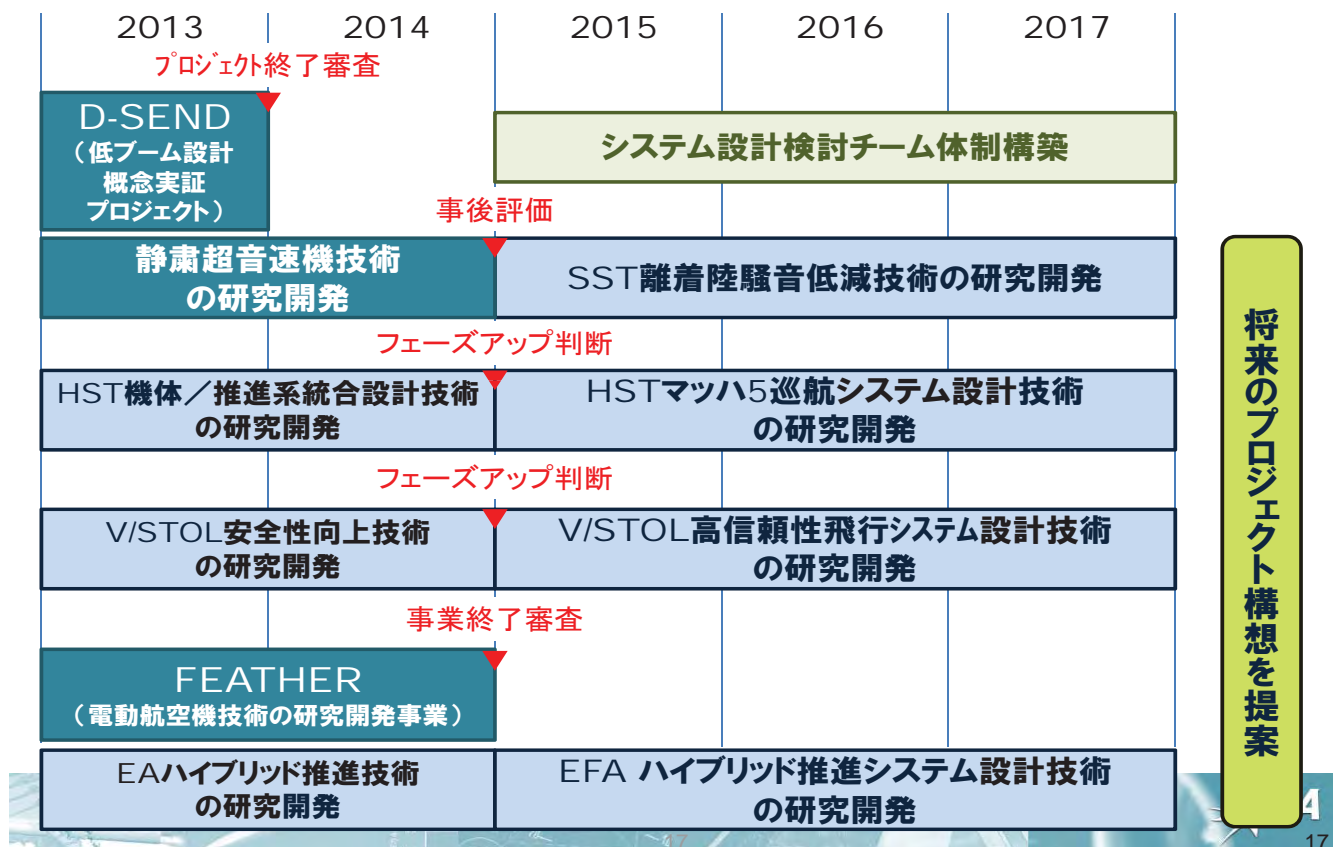 2013 2014 2015 2016 2017
プロジェクト終了審査
D-SEND
（低ブーム設計
概念実証
プロジェクト）
システム設計検討チーム体制構築
事後評価
静粛超音速機技術
の研究開発
SST離着陸騒音低減技術の研究開発
フェーズアップ判断
HST機体／推進系統合設計技術
の研究開発
HSTマッハ5巡航システム設計技術
の研究開発
フェーズアップ判断
V/STOL安全性向上技術
の研究開発
V/STOL高信頼性飛行システム設計技術
の研究開発
事業終了審査
FEATHER
（電動航空機技術の研究開発事業）
EAハイブリッド推進技術
の研究開発
EFA ハイブリッド推進システム設計技術
の研究開発
将来のプロジェクト構想を提案
17
A
17